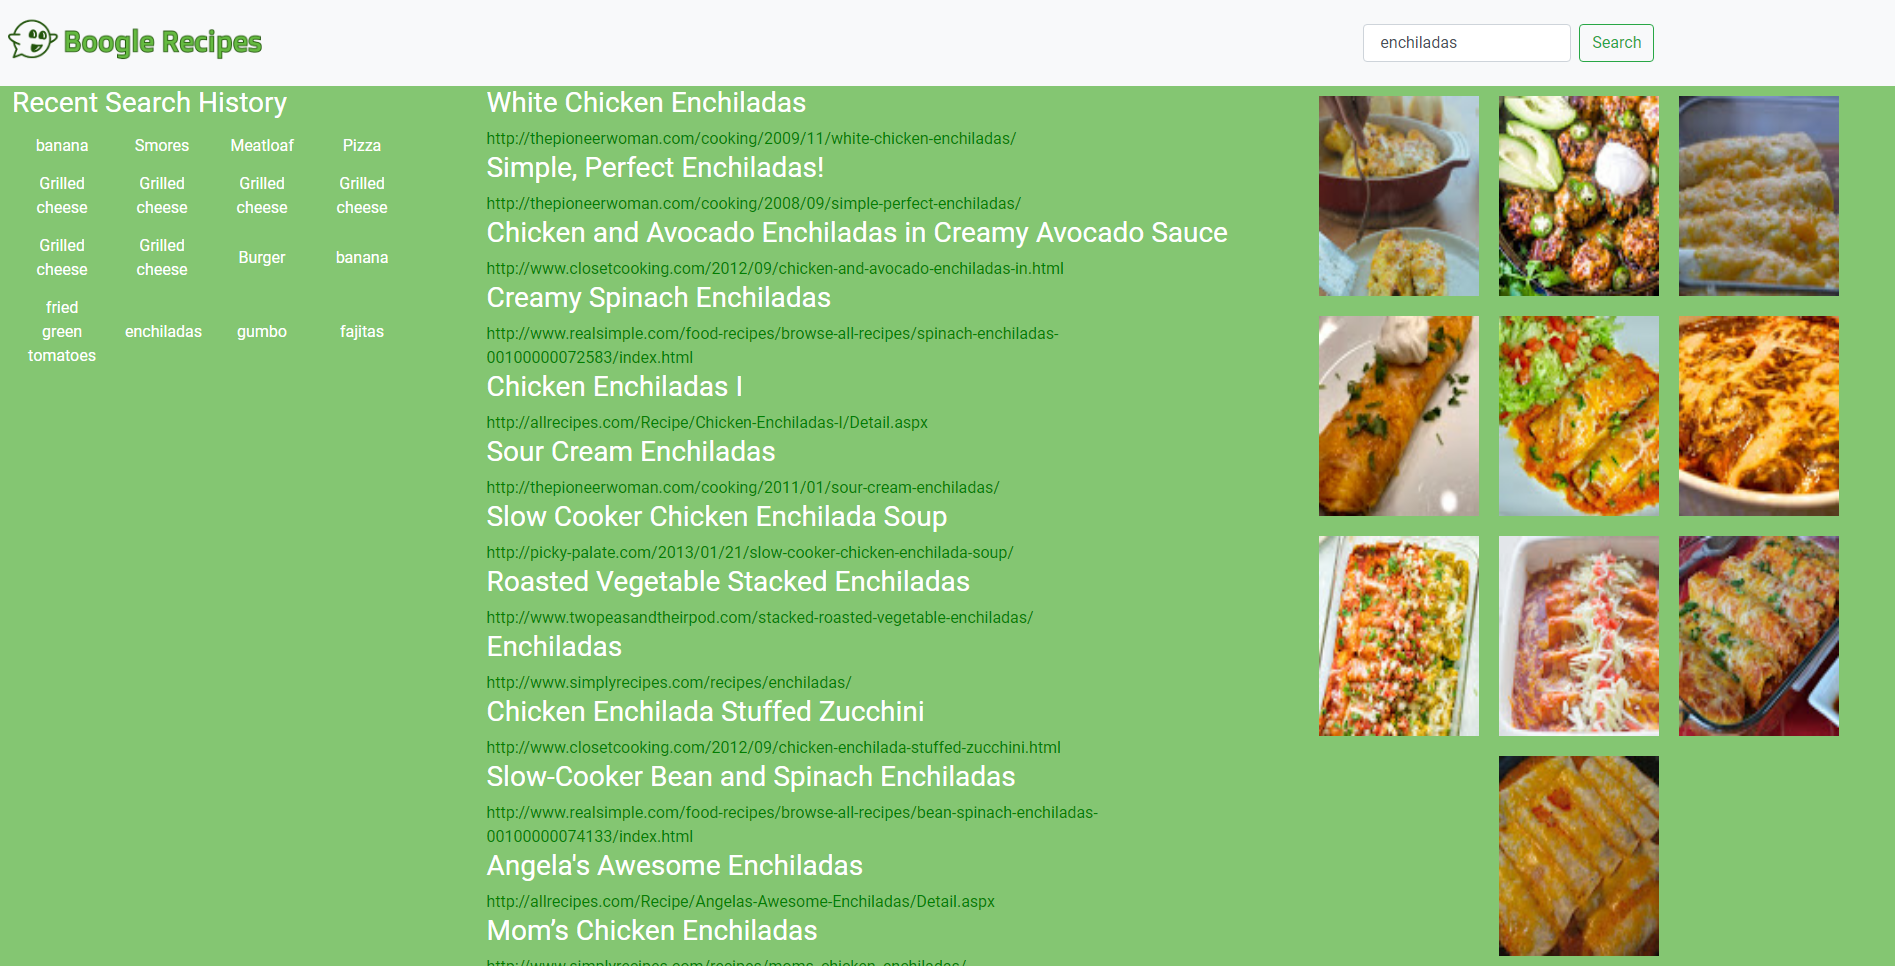 Boogle Recipes
enchiladas
Search
Recent Search History
banana Smores Meatloaf Pizza
Grilled cheese Grilled cheese Grilled cheese Grilled cheese
Grilled cheese Grilled cheese Burger banana
fried green tomatoes enchiladas gumbo fajitas
White Chicken Enchiladas
http://thepioneerwoman.com/cooking/2009/11/white-chicken-enchiladas/
Simple, Perfect Enchiladas!
http://thepioneerwoman.com/cooking/2008/09/simple-perfect-enchiladas/
Chicken and Avocado Enchiladas in Creamy Avocado Sauce
http://www.closetcooking.com/2012/09/chicken-and-avocado-enchiladas-in.html
Creamy Spinach Enchiladas
http://www.realsimple.com/food-recipes/browse-all-recipes/spinach-enchiladas-
00100000072583/index.html
Chicken Enchiladas I
http://allrecipes.com/Recipe/Chicken-Enchiladas-I/Detail.aspx
Sour Cream Enchiladas
http://thepioneerwoman.com/cooking/2011/01/sour-cream-enchiladas/
Slow Cooker Chicken Enchilada Soup
http://picky-palate.com/2013/01/21/slow-cooker-chicken-enchilada-soup/
Roasted Vegetable Stacked Enchiladas
http://www.twopeasandtheirpod.com/stacked-roasted-vegetable-enchiladas/
Enchiladas
http://www.simplyrecipes.com/recipes/enchiladas/
Chicken Enchilada Stuffed Zucchini
http://www.closetcooking.com/2012/09/chicken-enchilada-stuffed-zucchini.html
Slow-Cooker Bean and Spinach Enchiladas
http://www.realsimple.com/food-recipes/browse-all-recipes/bean-spinach-enchiladas-
00100000074133/index.html
Angela's Awesome Enchiladas
http://allrecipes.com/Recipe/Angelas-Awesome-Enchiladas/Detail.aspx
Mom’s Chicken Enchiladas
http://www.simplyrecipes.com/recipes/moms_chicken_enchiladas/